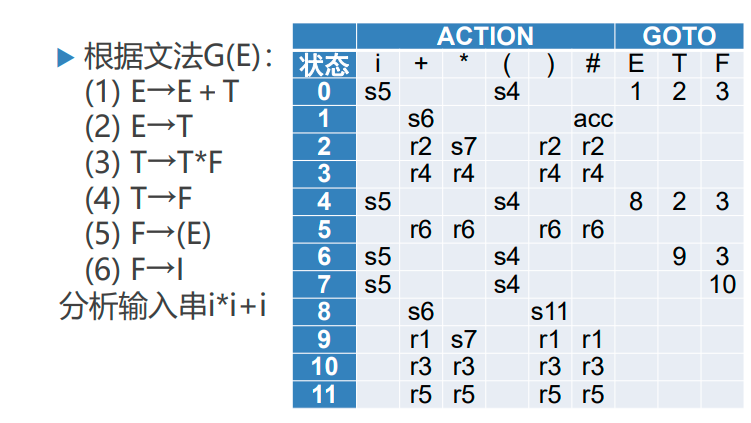 ▶ 根据文法G(E)：
(1) E→E + T
(2) E→T
(3) T→T*F
(4) T→F
(5) F→(E)
(6) F→I
分析输入串i*i+i
ACTION GOTO
状态 i + * ( ) # E T F
0 s5 s4 1 2 3
1 s6 acc
2 r2 s7 r2 r2
3 r4 r4 r4 r4
4 s5 s4 8 2 3
5 r6 r6 r6 r6
6 s5 s4 9 3
7 s5 s4 10
8 s6 s11
9 r1 s7 r1 r1
10 r3 r3 r3 r3
11 r5 r5 r5 r5